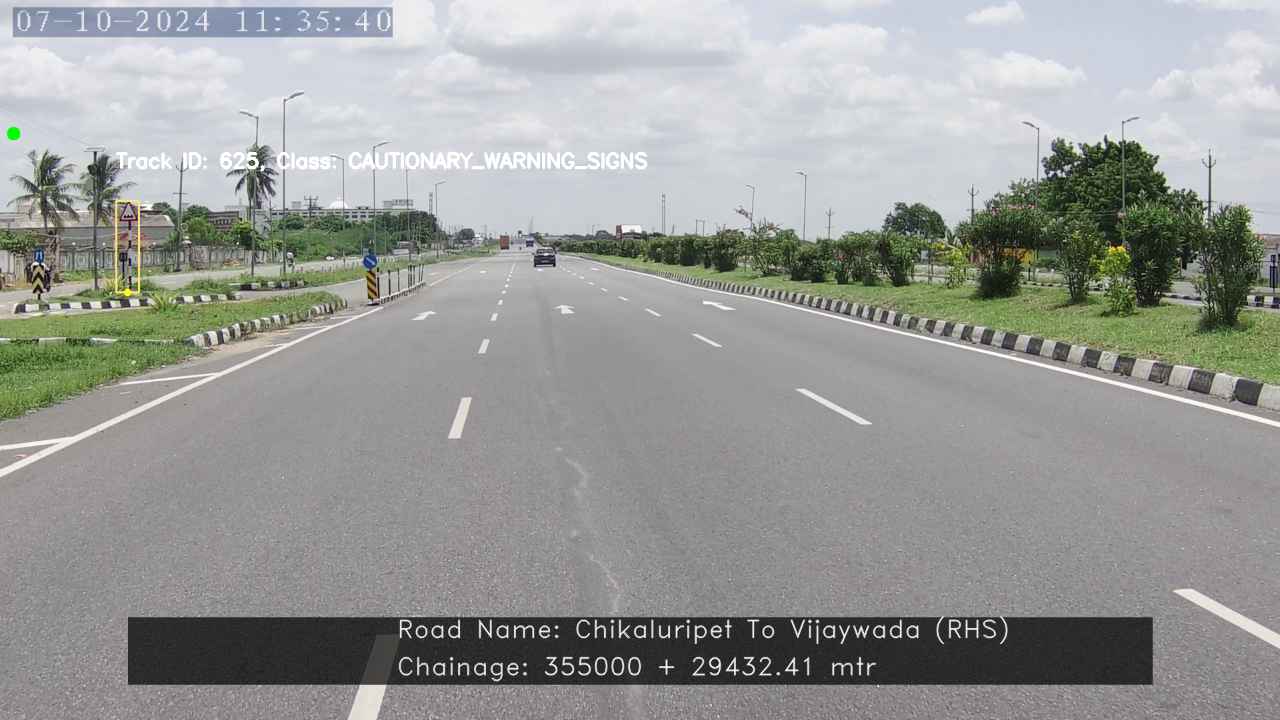 07-10-2024 11:35:40
Track ID: 625, Class: CAUTIONARY_WARNING_SIGNS
Road Name: Chikaluripet To Vijaywada (RHS)
Chainage: 355000 + 29432.41 mtr